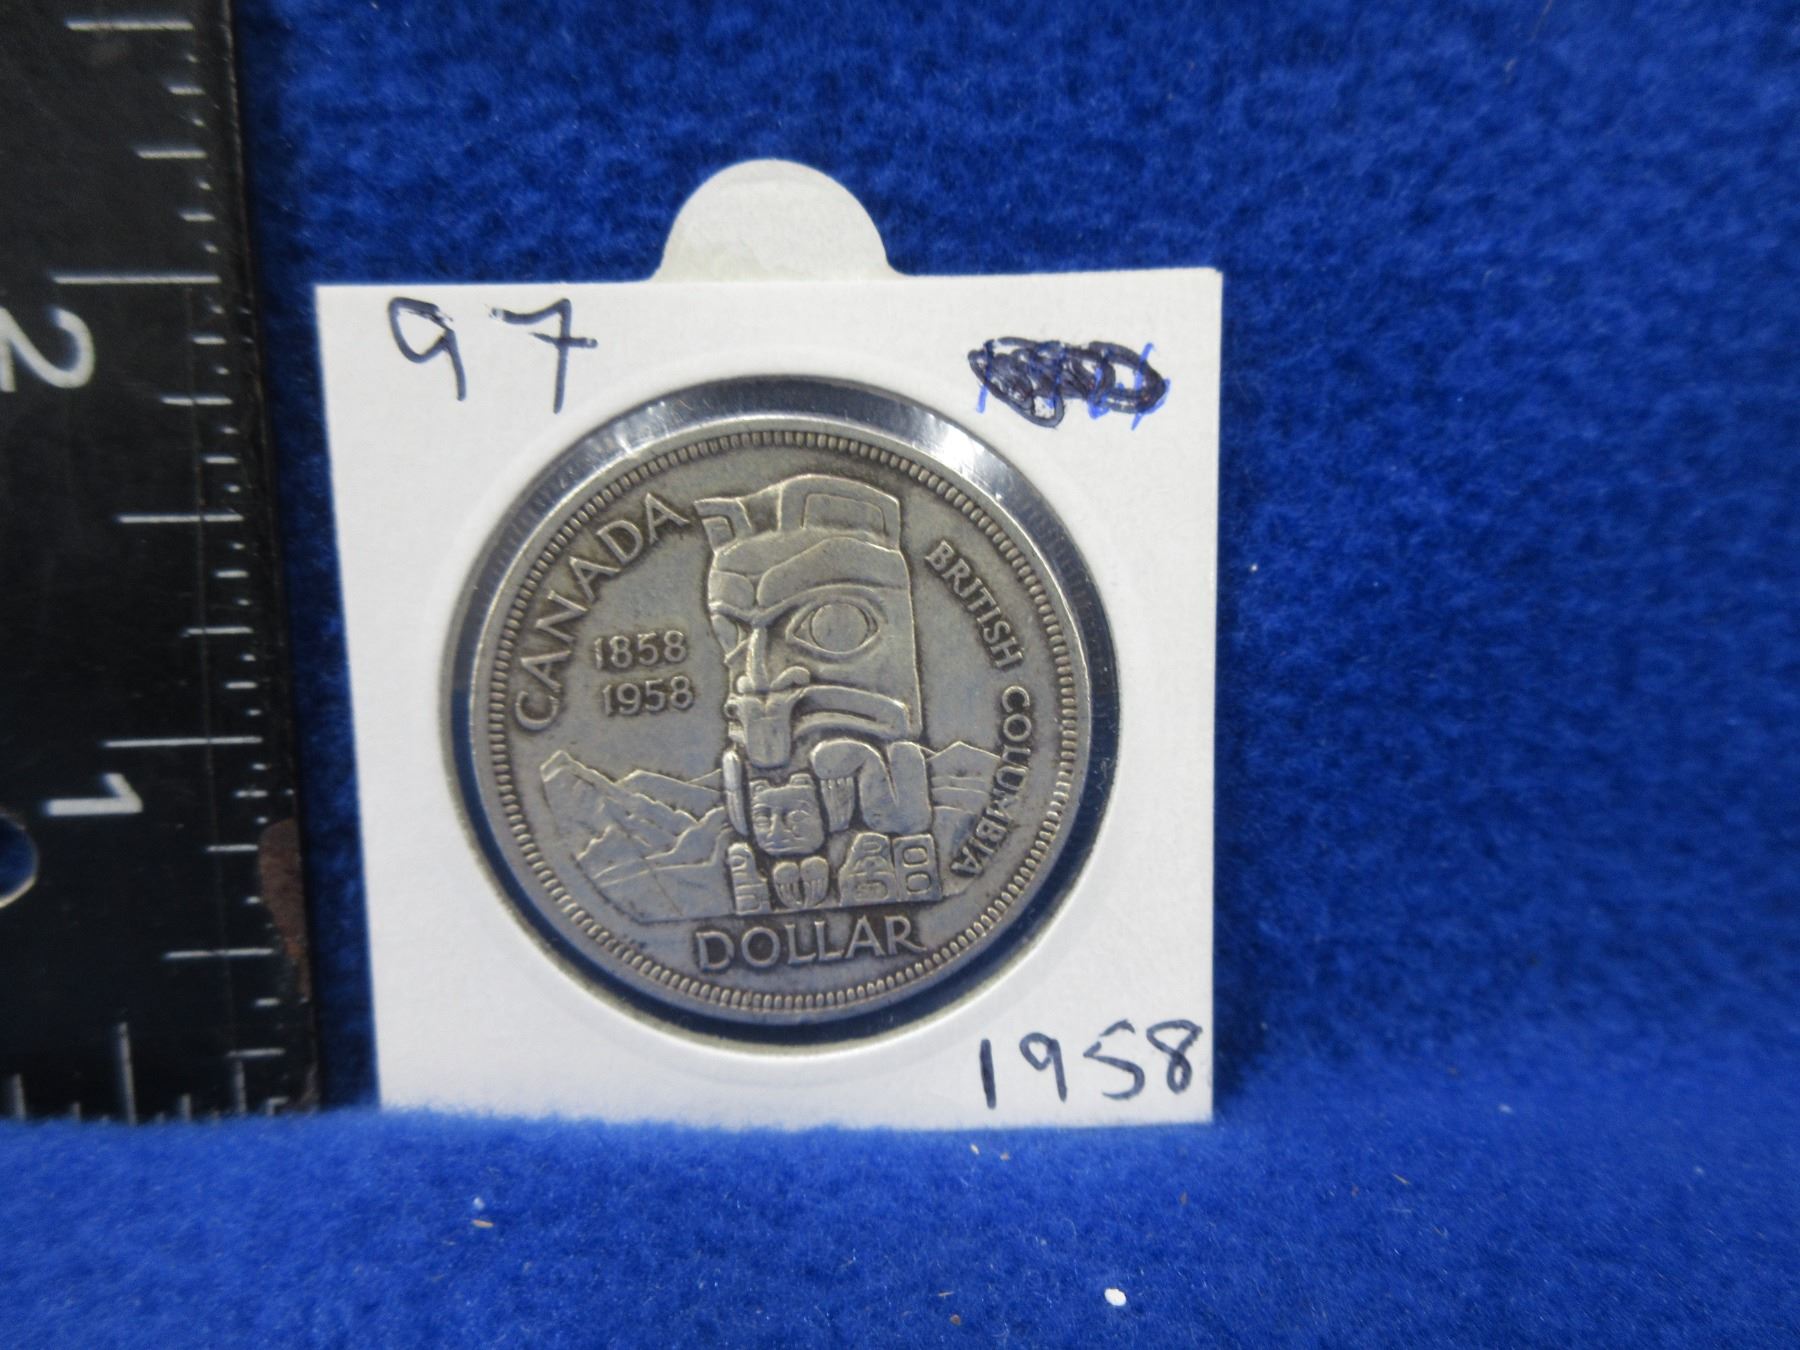 97
CANADA
BRITISH COLUMBIA
1858
1958
DOLLAR
1958
2
1